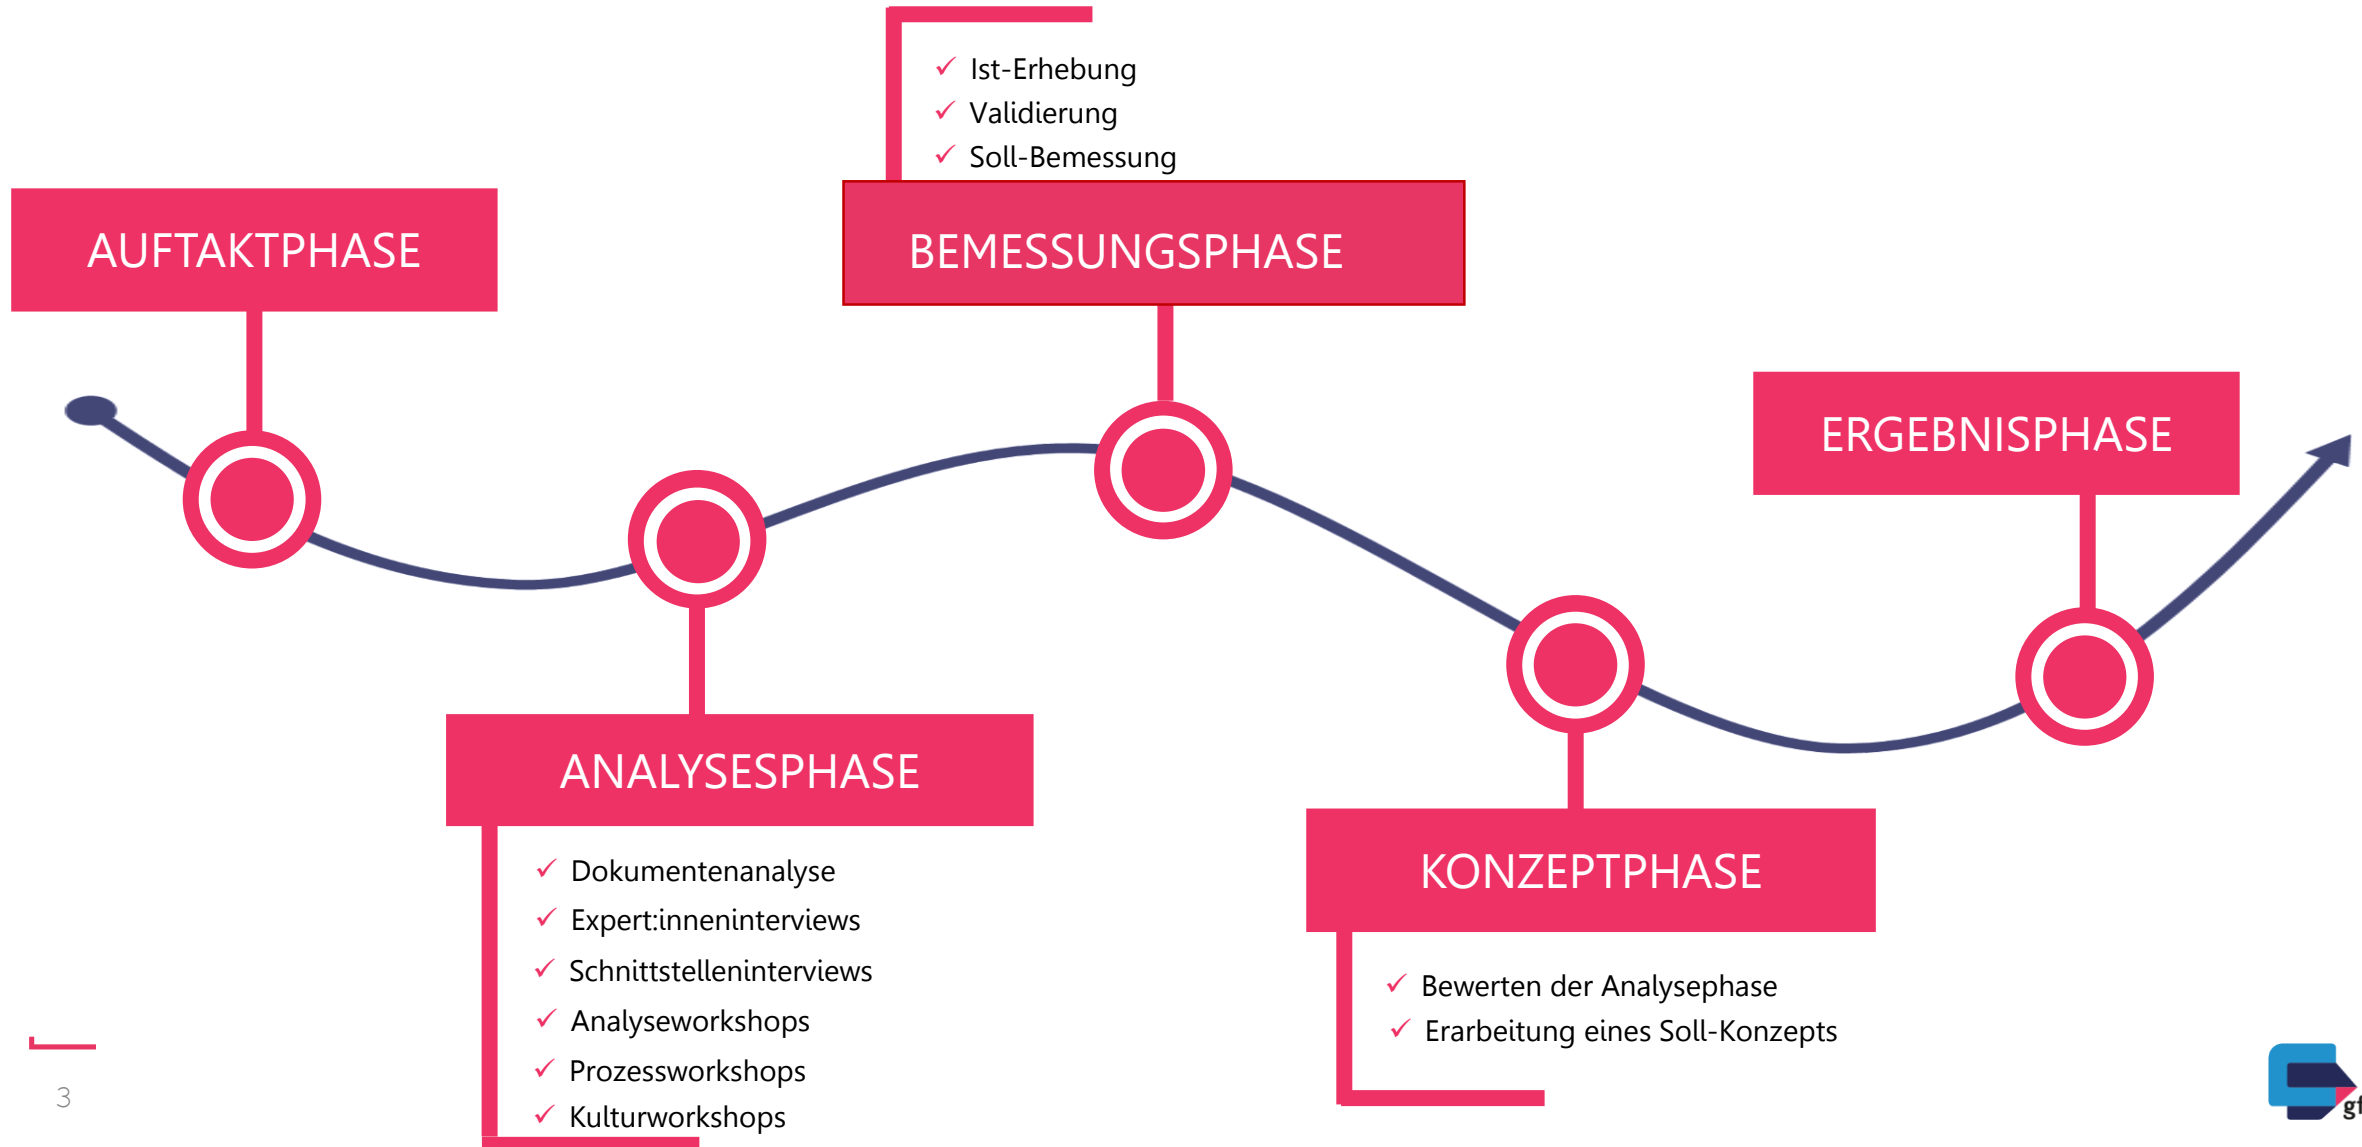 ✓ Ist-Erhebung
✓ Validierung
✓ Soll-Bemessung
AUFTAKTPHASE
BEMESSUNGSPHASE
ERGEBNISPHASE
ANALYSESPHASE
✓ Dokumentenanalyse
✓ Expert:inneninterviews
✓ Schnittstelleninterviews
✓ Analyseworkshops
✓ Prozessworkshops
✓ Kulturworkshops
KONZEPTPHASE
✓ Bewerten der Analysephase
✓ Erarbeitung eines Soll-Konzepts
3